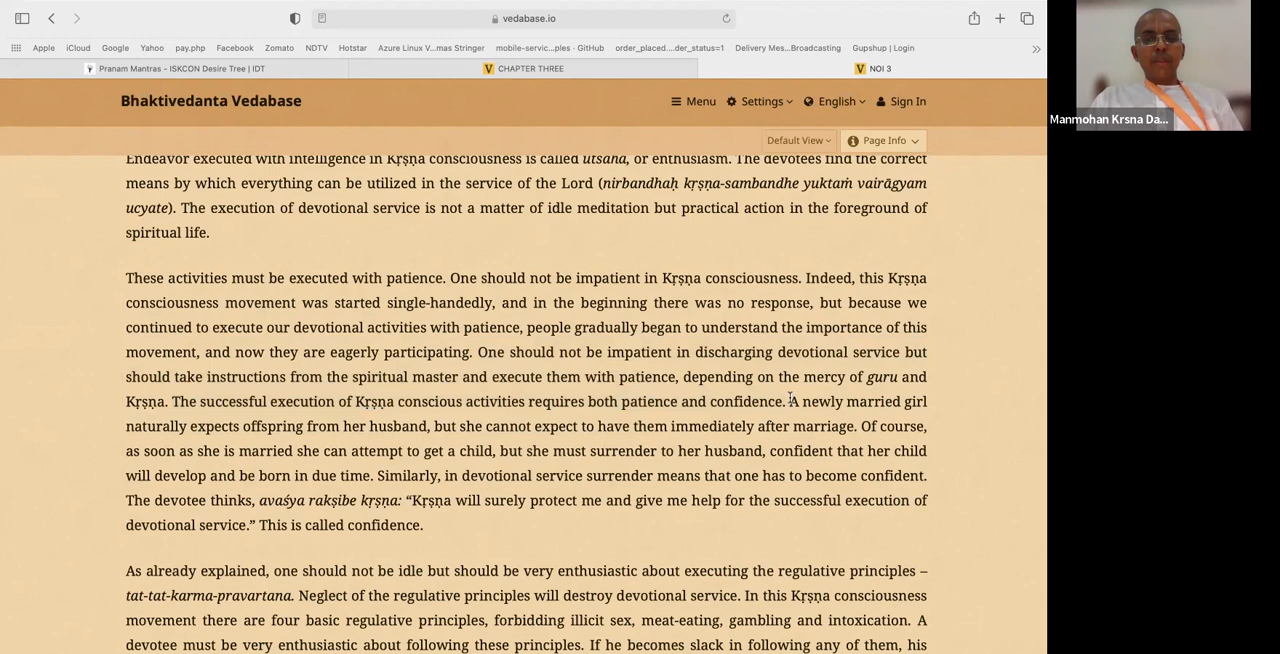 vedabase.io
Apple iCloud Google Yahoo pay.php Facebook Zomato NDTV Hotstar Azure Linux V...mas Stringer mobile-servic...ples · GitHub order_placed....der_status=1 Delivery Mes...Broadcasting Gupshup | Login
Pranam Mantras - ISKCON Desire Tree | IDT CHAPTER THREE NOI 3
Bhaktivedanta Vedabase Menu Settings English Sign In
Default View Page Info
Endeavor executed with intelligence in Kṛṣṇa consciousness is called utsāha, or enthusiasm. The devotees find the correct
means by which everything can be utilized in the service of the Lord (nirbandhaḥ kṛṣṇa-sambandhe yuktaṁ vairāgyam
ucyate). The execution of devotional service is not a matter of idle meditation but practical action in the foreground of
spiritual life.
These activities must be executed with patience. One should not be impatient in Kṛṣṇa consciousness. Indeed, this Kṛṣṇa
consciousness movement was started single-handedly, and in the beginning there was no response, but because we
continued to execute our devotional activities with patience, people gradually began to understand the importance of this
movement, and now they are eagerly participating. One should not be impatient in discharging devotional service but
should take instructions from the spiritual master and execute them with patience, depending on the mercy of guru and
Kṛṣṇa. The successful execution of Kṛṣṇa conscious activities requires both patience and confidence. A newly married girl
naturally expects offspring from her husband, but she cannot expect to have them immediately after marriage. Of course,
as soon as she is married she can attempt to get a child, but she must surrender to her husband, confident that her child
will develop and be born in due time. Similarly, in devotional service surrender means that one has to become confident.
The devotee thinks, avaśya rakṣibe kṛṣṇa: “Kṛṣṇa will surely protect me and give me help for the successful execution of
devotional service.” This is called confidence.
As already explained, one should not be idle but should be very enthusiastic about executing the regulative principles –
tat-tat-karma-pravartana. Neglect of the regulative principles will destroy devotional service. In this Kṛṣṇa consciousness
movement there are four basic regulative principles, forbidding illicit sex, meat-eating, gambling and intoxication. A
devotee must be very enthusiastic about following these principles. If he becomes slack in following any of them, his
Manmohan Krsna Da...